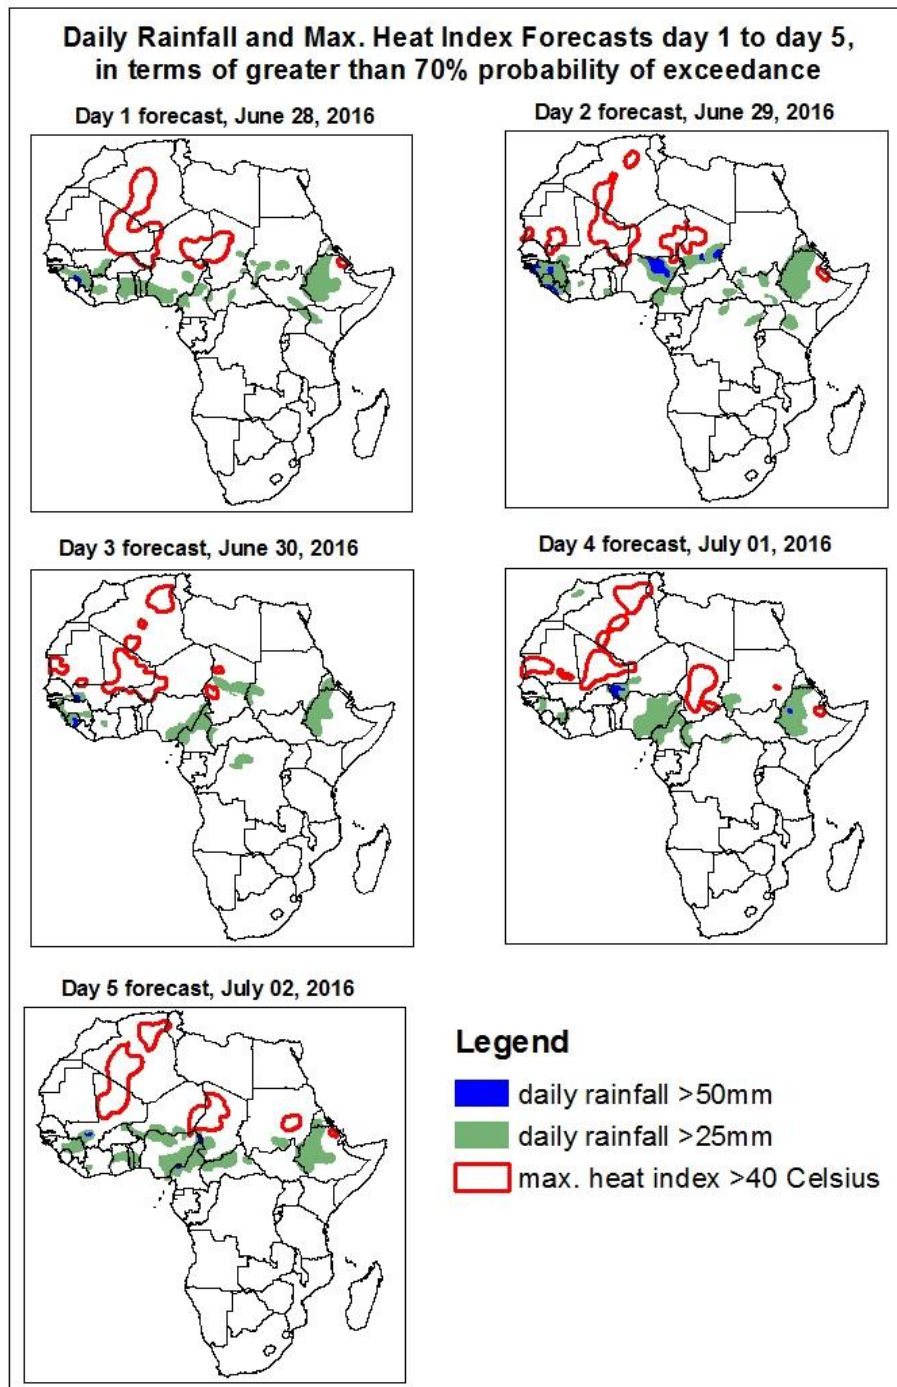 Daily Rainfall and Max. Heat Index Forecasts day 1 to day 5,
in terms of greater than 70% probability of exceedance
Day 1 forecast, June 28, 2016
Day 2 forecast, June 29, 2016
Day 3 forecast, June 30, 2016
Day 4 forecast, July 01, 2016
Day 5 forecast, July 02, 2016
Legend
daily rainfall >50mm
daily rainfall >25mm
max. heat index >40 Celsius